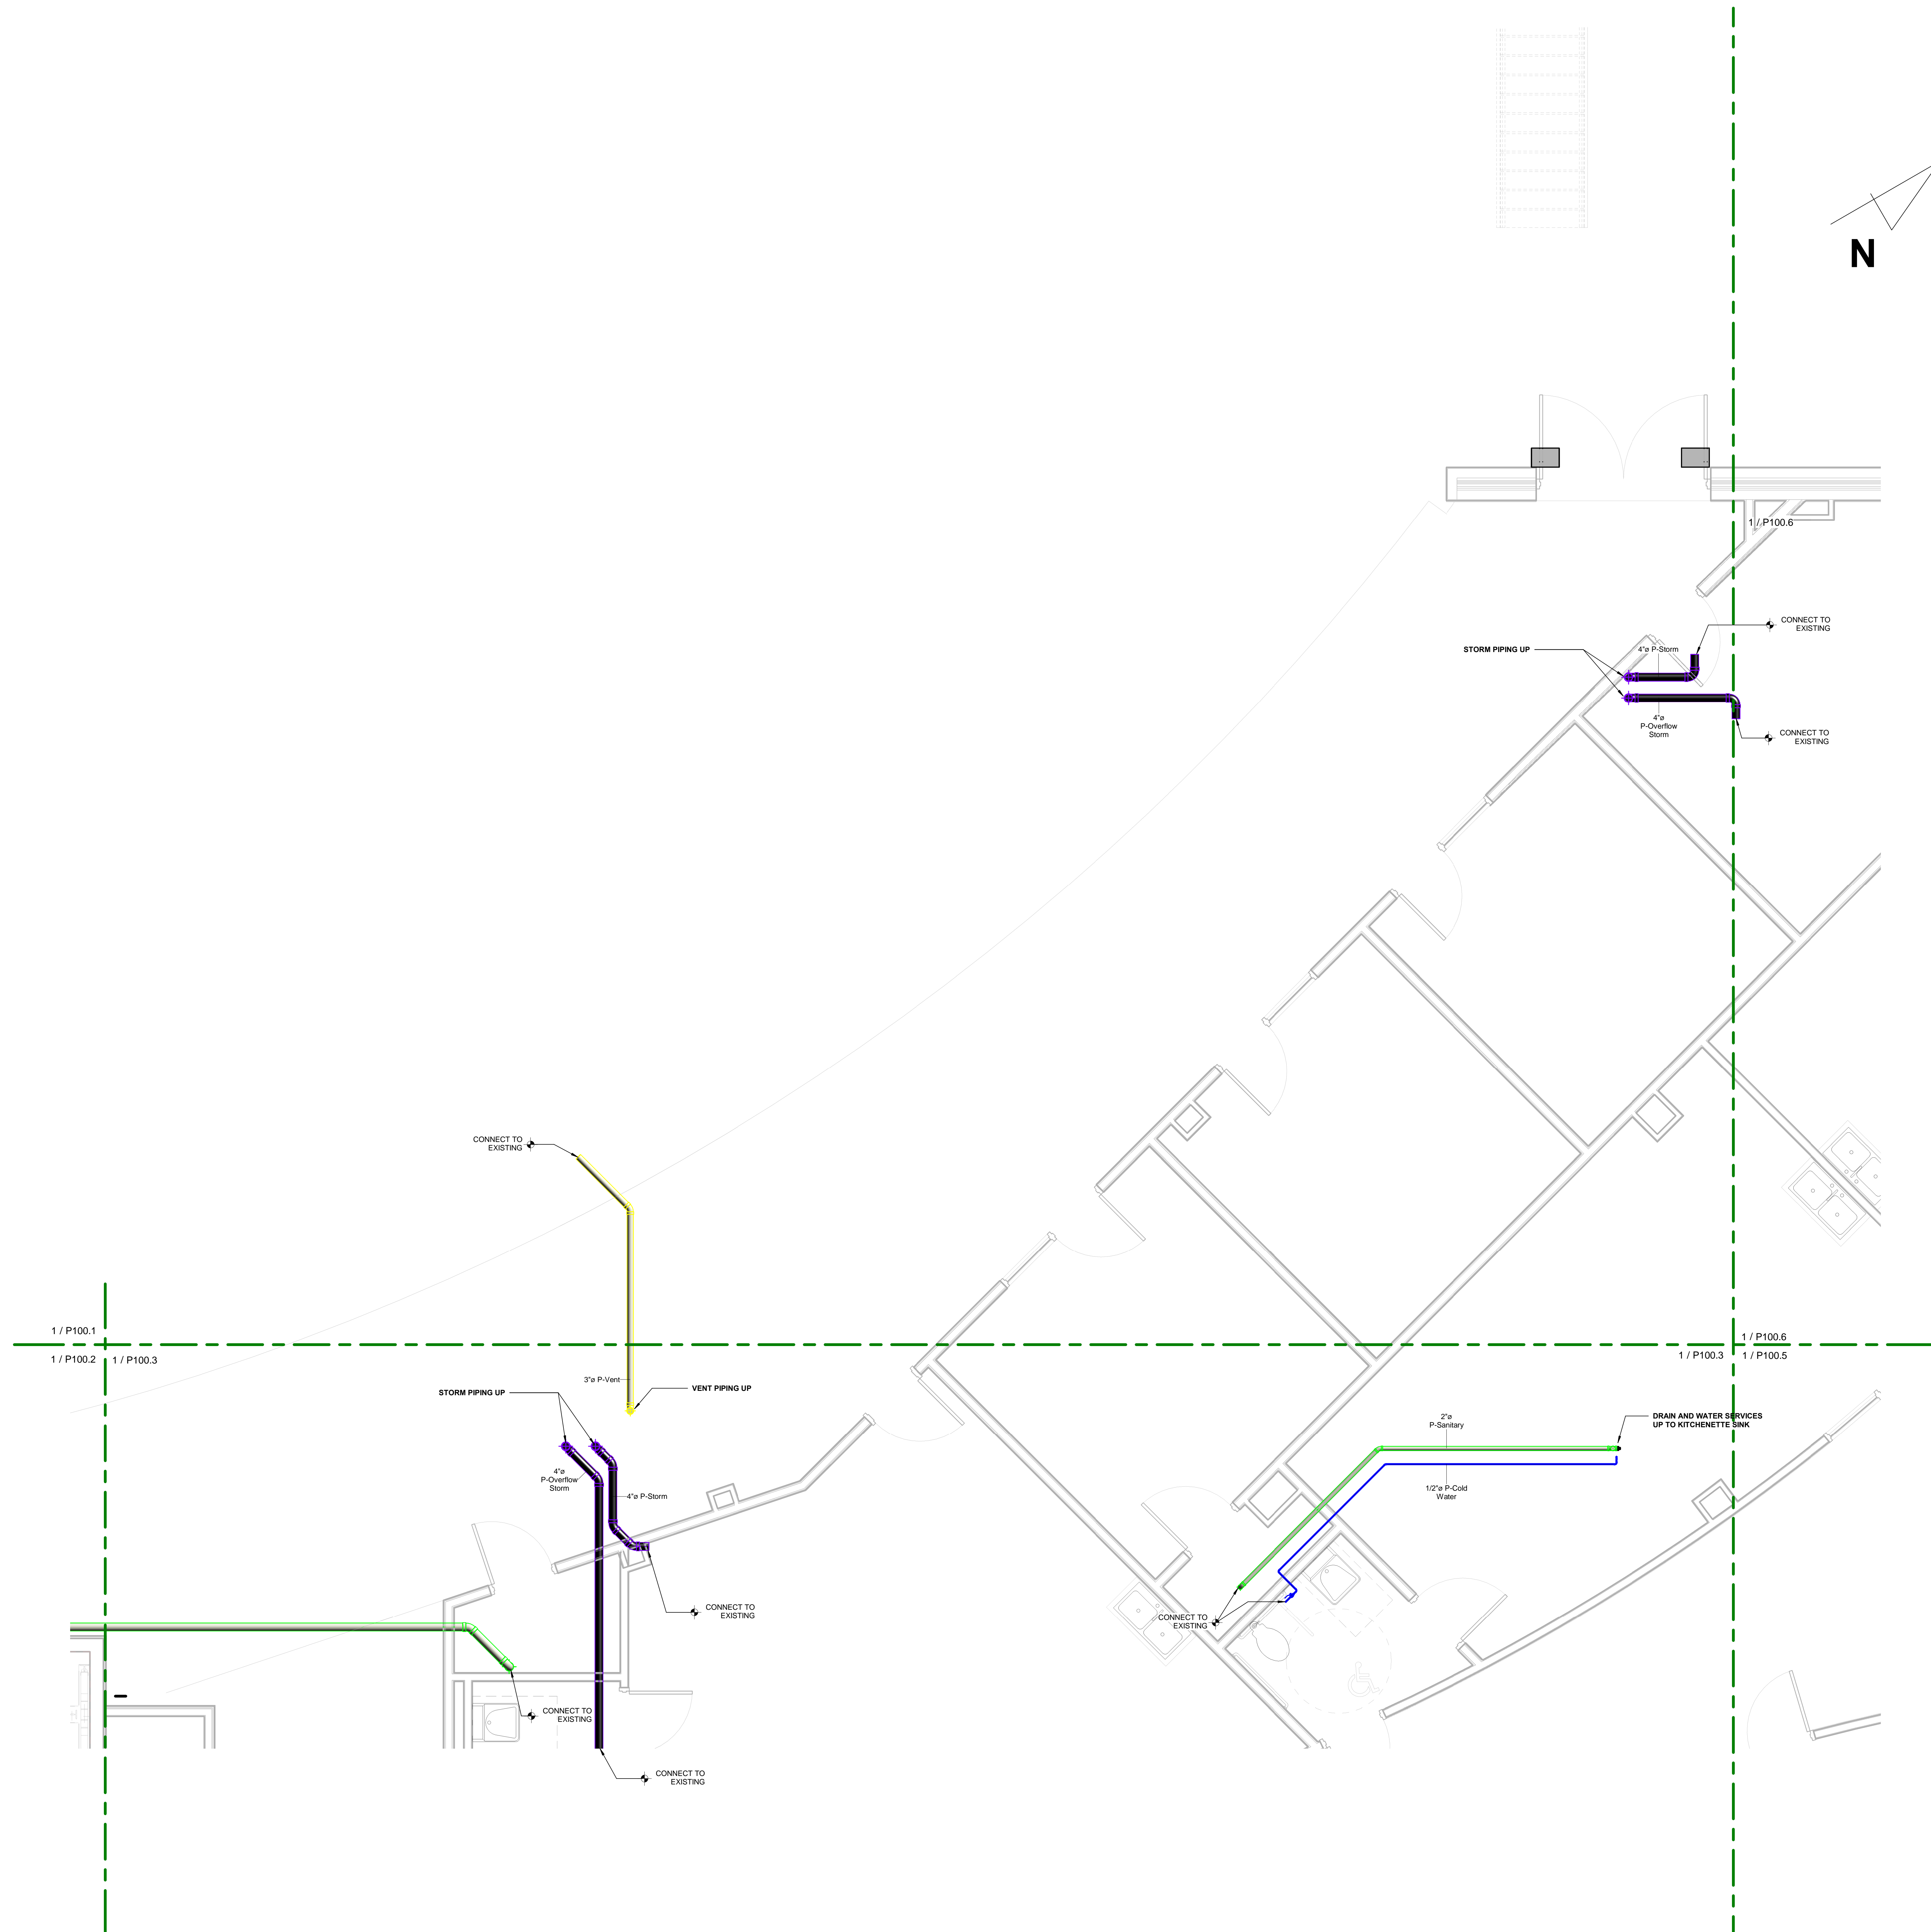 N
1 / P100.6
CONNECT TO
EXISTING
STORM PIPING UP
4"ø P-Storm
4"ø
P-Overflow
Storm
CONNECT TO
EXISTING
CONNECT TO
EXISTING
1 / P100.1
1 / P100.2
1 / P100.3
1 / P100.6
1 / P100.3
1 / P100.5
3"ø P-Vent
STORM PIPING UP
VENT PIPING UP
4"ø
P-Overflow
Storm
4"ø P-Storm
2"ø
P-Sanitary
DRAIN AND WATER SERVICES
UP TO KITCHENETTE SINK
1/2"ø P-Cold
Water
CONNECT TO
EXISTING
CONNECT TO
EXISTING
CONNECT TO
EXISTING
CONNECT TO
EXISTING